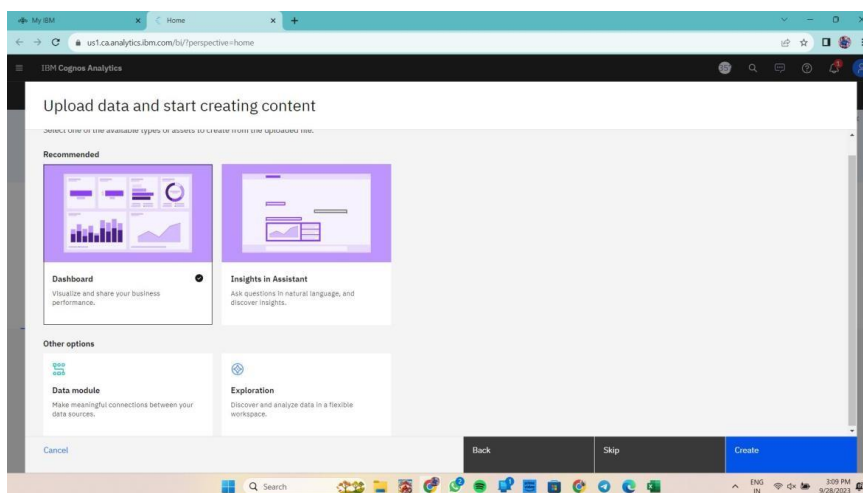 My IBM
Home
us1.ca.analytics.ibm.com/bi/?perspective=home
IBM Cognos Analytics
Upload data and start creating content
Select one of the available types of assets to create from the uploaded file.
Recommended
Dashboard
Visualize and share your business
performance.
Insights in Assistant
Ask questions in natural language, and
discover insights.
Other options
Data module
Make meaningful connections between your
data sources.
Exploration
Discover and analyze data in a flexible
workspace.
Cancel
Back
Skip
Create
Search
ENG
IN
3:09 PM
9/28/2023